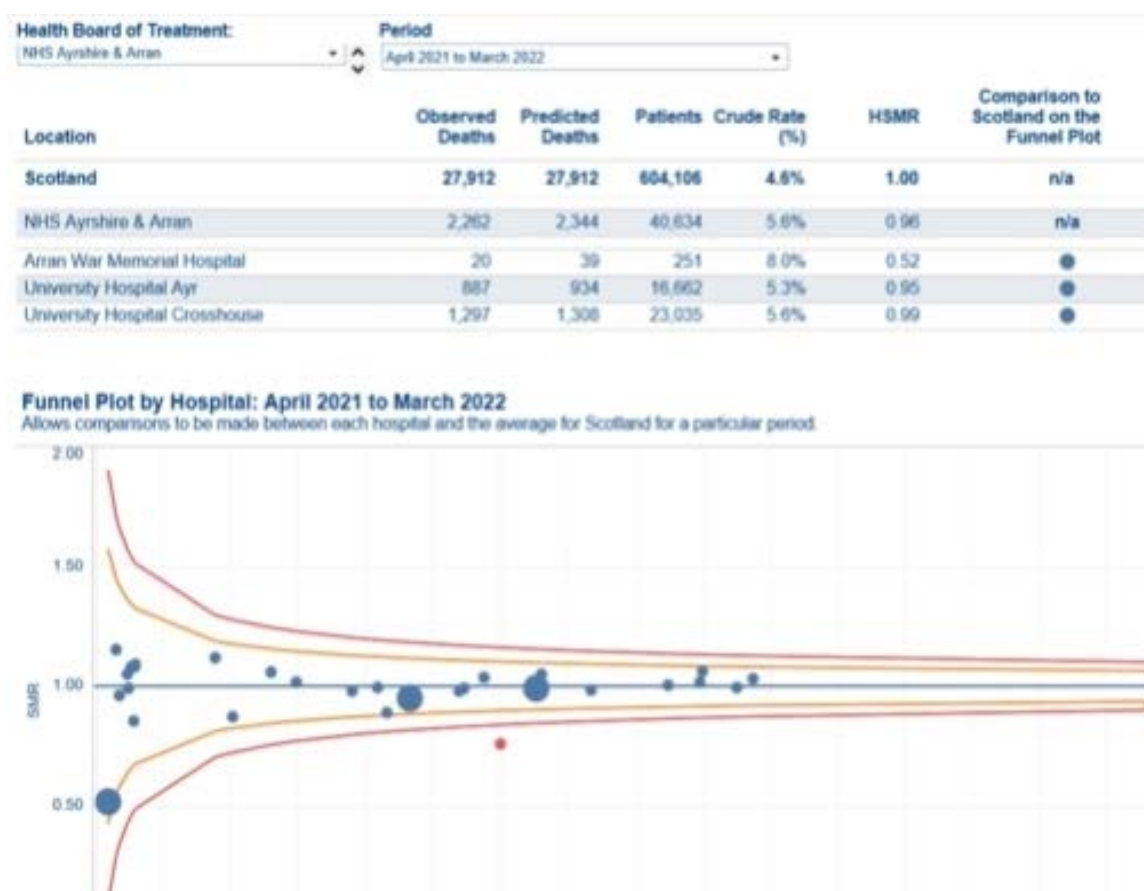 Health Board of Treatment: Period
NHS Ayrshire & Arran April 2021 to March 2022
Location Observed Deaths Predicted Deaths Patients Crude Rate (%) HSMR Comparison to Scotland on the Funnel Plot
Scotland 27,912 27,912 604,106 4.6% 1.00 n/a
NHS Ayrshire & Arran 2,262 2,344 40,634 5.6% 0.96 n/a
Arran War Memorial Hospital 20 39 251 8.0% 0.52
University Hospital Ayr 887 934 16,662 5.3% 0.95
University Hospital Crosshouse 1,297 1,308 23,035 5.6% 0.99
Funnel Plot by Hospital: April 2021 to March 2022
Allows comparisons to be made between each hospital and the average for Scotland for a particular period.
2.00
1.50
1.00
SMR
0.50